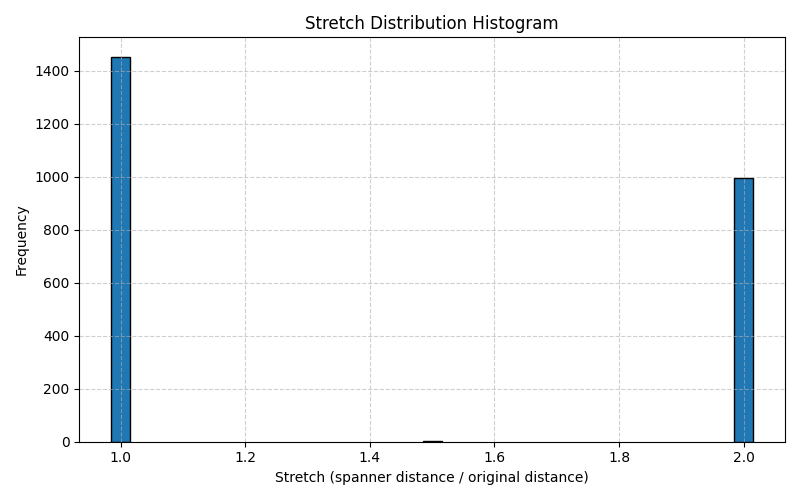 Stretch Distribution Histogram
Frequency
1400
1200
1000
800
600
400
200
0
1.0 1.2 1.4 1.6 1.8 2.0
Stretch (spanner distance / original distance)